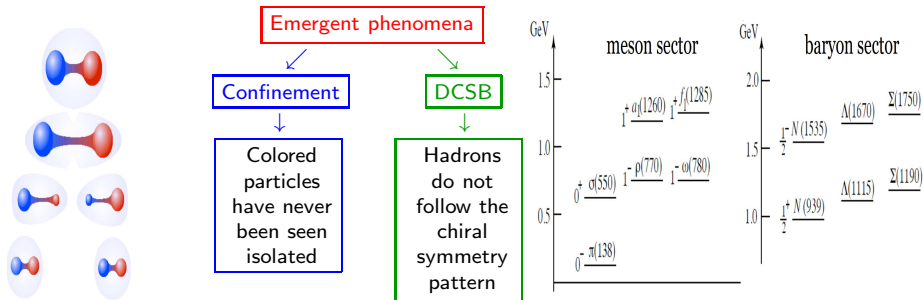 Emergent phenomena
Confinement
DCSB
Colored
particles
have never
been seen
isolated
Hadrons
do not
follow the
chiral
symmetry
pattern
GeV
meson sector
1.5
1.0
0.5
1⁺ a₁(1260) 1⁺ f₁(1285)
1⁻ ρ(770) 1⁻ ω(780)
0⁺ σ(550)
0⁻ π(138)
GeV
baryon sector
2.0
1.5
1.0
1/2⁻ N(1535) Λ(1670) Σ(1750)
1/2⁺ N(939) Λ(1115) Σ(1190)